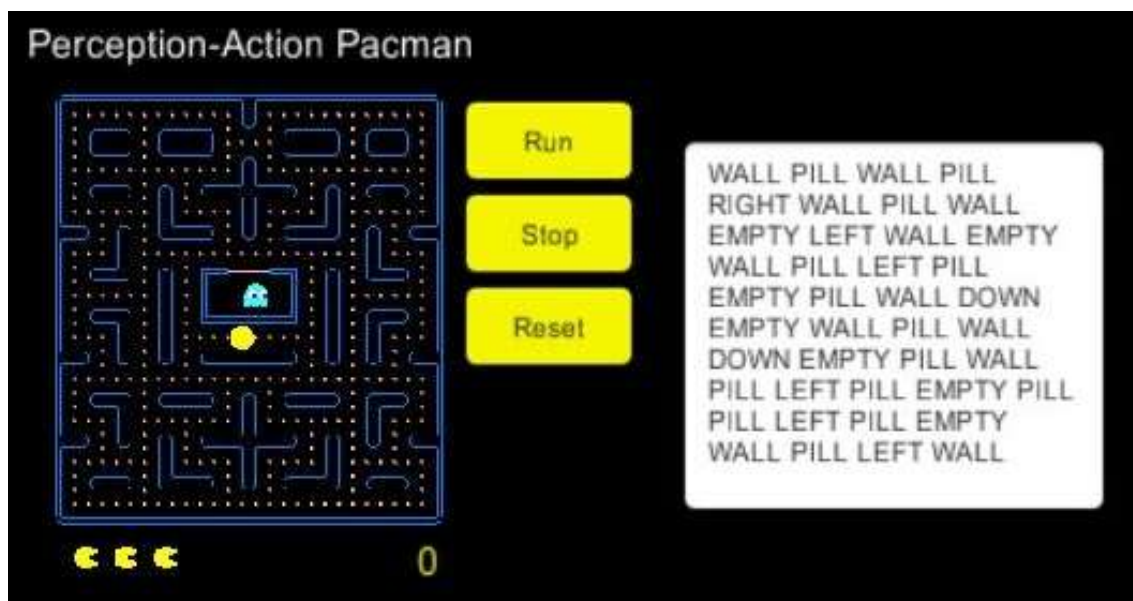 Perception-Action Pacman
Run
Stop
Reset
WALL PILL WALL PILL
RIGHT WALL PILL WALL
EMPTY LEFT WALL EMPTY
WALL PILL LEFT PILL
EMPTY PILL WALL DOWN
EMPTY WALL PILL WALL
DOWN EMPTY PILL WALL
PILL LEFT PILL EMPTY PILL
PILL LEFT PILL EMPTY
WALL PILL LEFT WALL
0